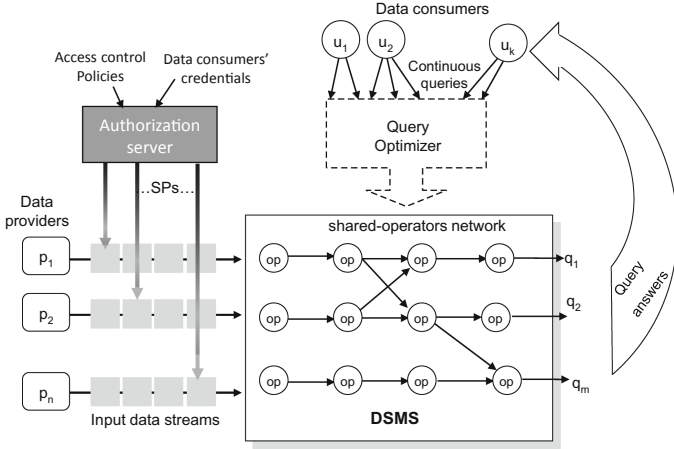 Data consumers
u1
u2
uk
Access control
Policies
Data consumers'
credentials
Continuous
queries
Authorization
server
Query
Optimizer
...SPs...
Data
providers
shared-operators network
p1
op op op op
q1
p2
op op op op
q2
pn
op op op op
qm
Input data streams
DSMS
Query
answers